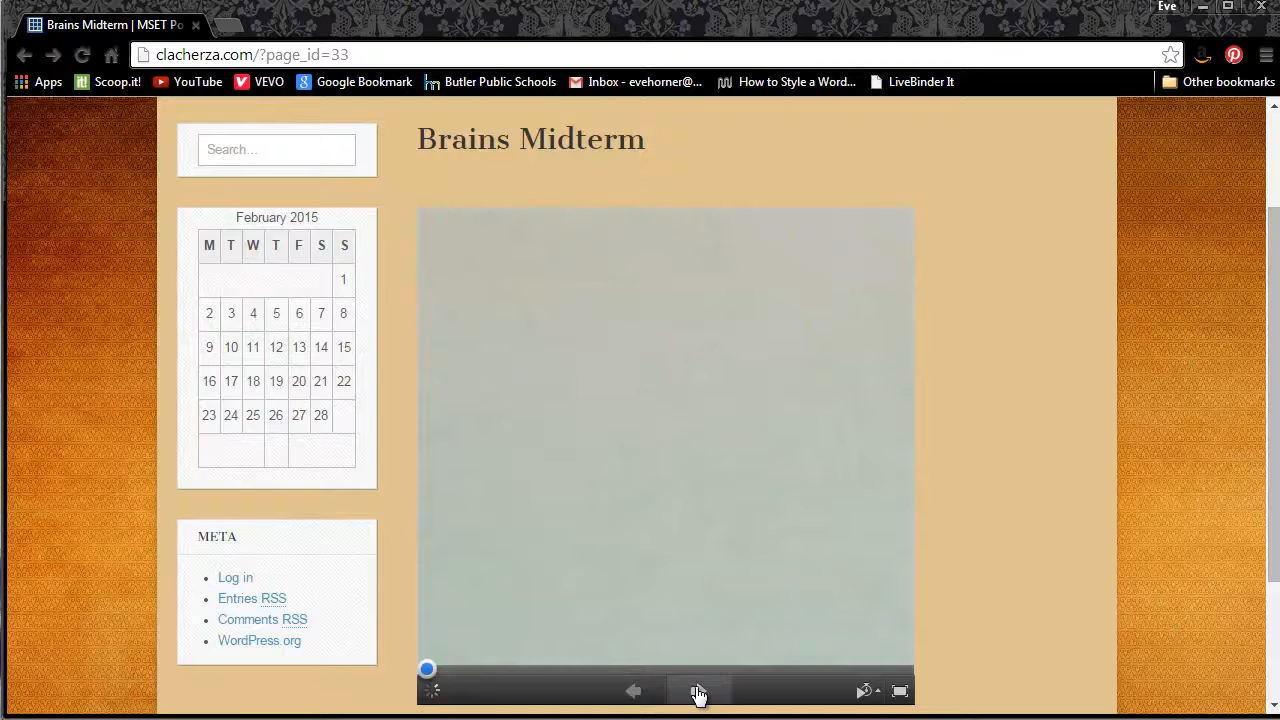 Eve
Brains Midterm | MSET Po
clacherza.com/?page_id=33
Apps Scoop.it! YouTube VEVO Google Bookmark Butler Public Schools Inbox - evehorner@... How to Style a Word... LiveBinder It Other bookmarks
Search...
Brains Midterm
February 2015
M T W T F S S
1
2 3 4 5 6 7 8
9 10 11 12 13 14 15
16 17 18 19 20 21 22
23 24 25 26 27 28
META
Log in
Entries RSS
Comments RSS
WordPress.org